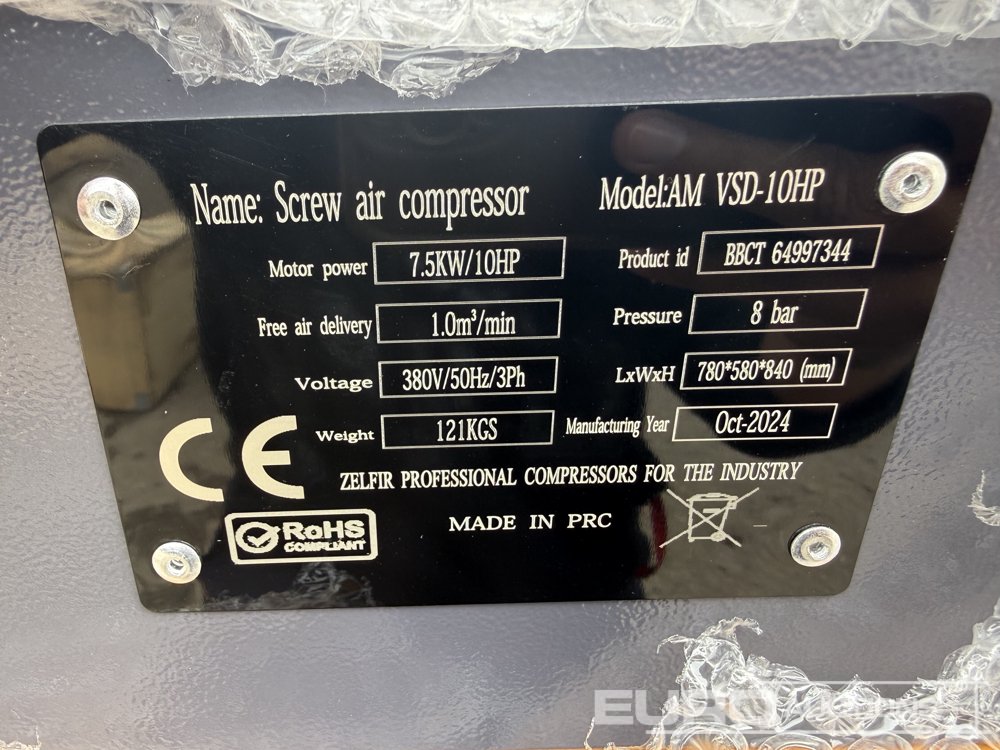 Name: Screw air compressor
Model:AM VSD-10HP
Motor power 7.5KW/10HP
Product id BBCT 64997344
Free air delivery 1.0m³/min
Pressure 8 bar
Voltage 380V/50Hz/3Ph
LxWxH 780*580*840 (mm)
Weight 121KGS
Manufacturing Year Oct-2024
CE
ZELFIR PROFESSIONAL COMPRESSORS FOR THE INDUSTRY
RoHS
COMPLIANT
MADE IN PRC
EURO